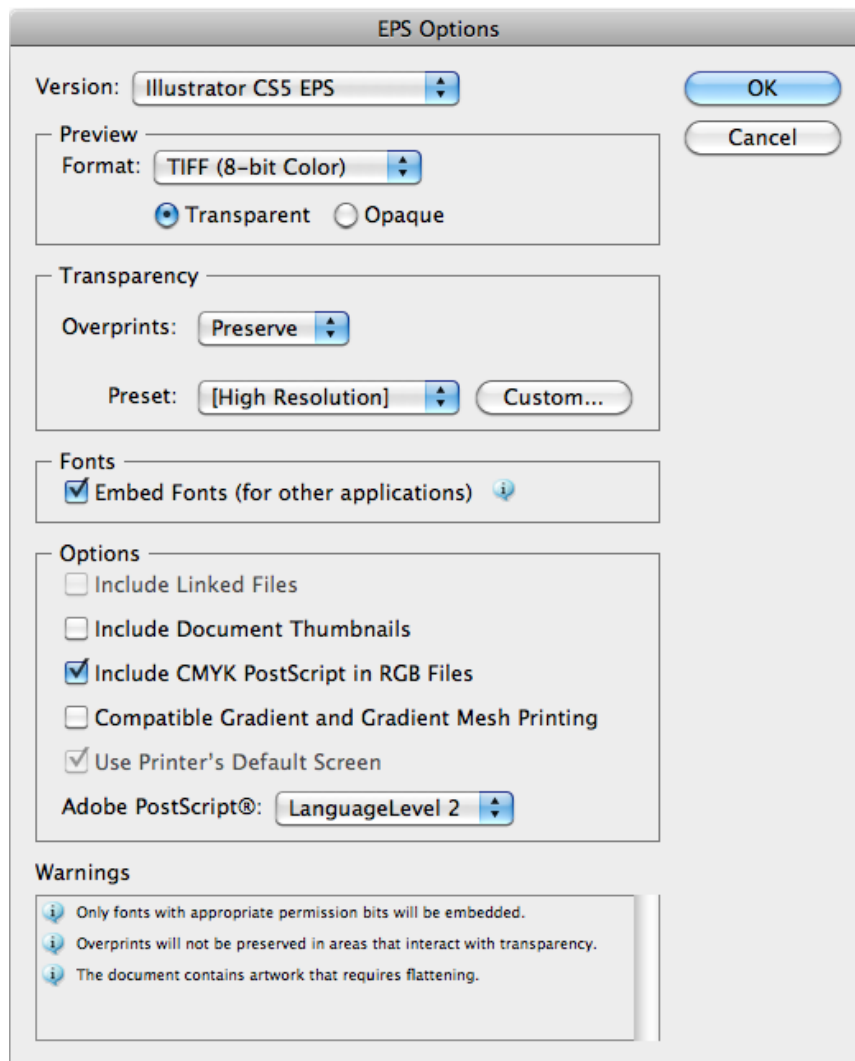 EPS Options
Version: Illustrator CS5 EPS
OK
Cancel
Preview
Format: TIFF (8-bit Color)
Transparent Opaque
Transparency
Overprints: Preserve
Preset: [High Resolution] Custom...
Fonts
Embed Fonts (for other applications)
Options
Include Linked Files
Include Document Thumbnails
Include CMYK PostScript in RGB Files
Compatible Gradient and Gradient Mesh Printing
Use Printer's Default Screen
Adobe PostScript®: LanguageLevel 2
Warnings
Only fonts with appropriate permission bits will be embedded.
Overprints will not be preserved in areas that interact with transparency.
The document contains artwork that requires flattening.